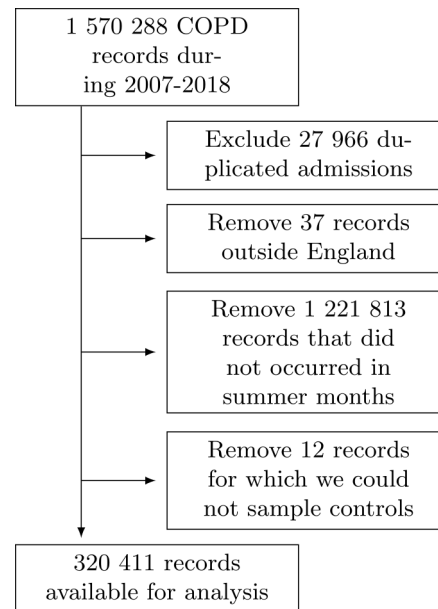 1 570 288 COPD
records dur-
ing 2007-2018
Exclude 27 966 du-
plicated admissions
Remove 37 records
outside England
Remove 1 221 813
records that did
not occurred in
summer months
Remove 12 records
for which we could
not sample controls
320 411 records
available for analysis